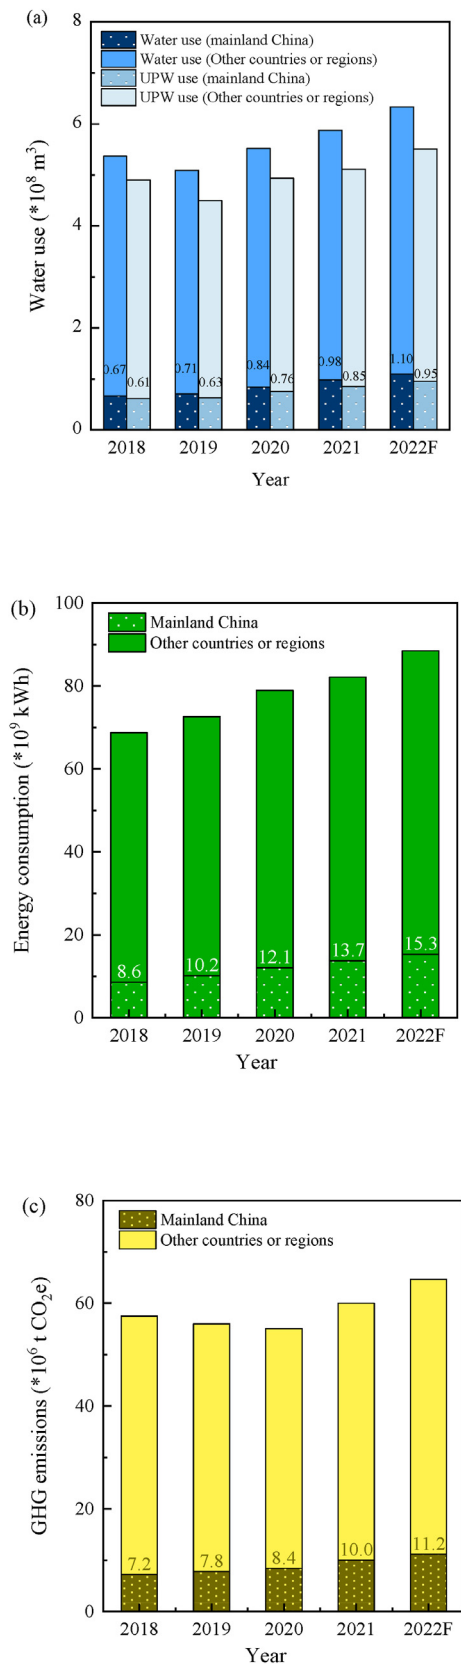 (a)
8
Water use (mainland China)
Water use (Other countries or regions)
UPW use (mainland China)
UPW use (Other countries or regions)
6
4
2
0
Water use (*10⁸ m³)
0.67
0.61
0.71
0.63
0.84
0.76
0.98
0.85
1.10
0.95
2018
2019
2020
2021
2022F
Year
(b)
100
Mainland China
Other countries or regions
80
60
40
20
0
Energy consumption (*10⁹ kWh)
8.6
10.2
12.1
13.7
15.3
2018
2019
2020
2021
2022F
Year
(c)
80
Mainland China
Other countries or regions
60
40
20
0
GHG emissions (*10⁶ t CO₂e)
7.2
7.8
8.4
10.0
11.2
2018
2019
2020
2021
2022F
Year